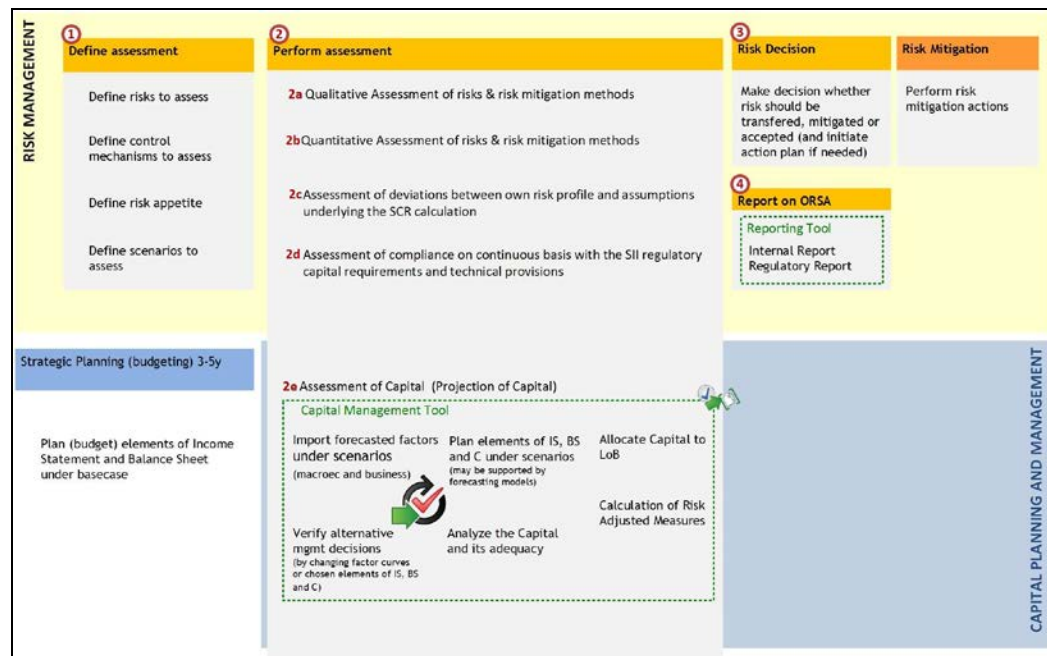 RISK MANAGEMENT
1
Define assessment
Define risks to assess
Define control
mechanisms to assess
Define risk appetite
Define scenarios to
assess
2
Perform assessment
2a Qualitative Assessment of risks & risk mitigation methods
2b Quantitative Assessment of risks & risk mitigation methods
2c Assessment of deviations between own risk profile and assumptions
underlying the SCR calculation
2d Assessment of compliance on continuous basis with the SII regulatory
capital requirements and technical provisions
3
Risk Decision
Make decision whether
risk should be
transfered, mitigated or
accepted (and initiate
action plan if needed)
Risk Mitigation
Perform risk
mitigation actions
4
Report on ORSA
Reporting Tool
Internal Report
Regulatory Report
Strategic Planning (budgeting) 3-5y
Plan (budget) elements of Income
Statement and Balance Sheet
under basecase
2e Assessment of Capital (Projection of Capital)
Capital Management Tool
Import forecasted factors
under scenarios
(macroec and business)
Plan elements of IS, BS
and C under scenarios
(may be supported by
forecasting models)
Allocate Capital to
LoB
Verify alternative
mgmt decisions
(by changing factor curves
or chosen elements of IS, BS
and C)
Analyze the Capital
and its adequacy
Calculation of Risk
Adjusted Measures
CAPITAL PLANNING AND MANAGEMENT